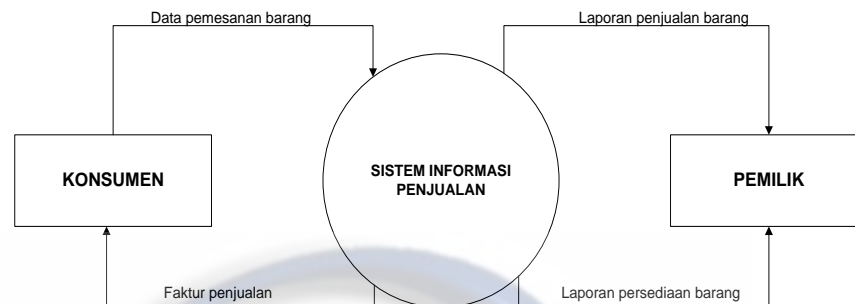 Data pemesanan barang
Laporan penjualan barang
KONSUMEN
SISTEM INFORMASI
PENJUALAN
PEMILIK
Faktur penjualan
Laporan persediaan barang